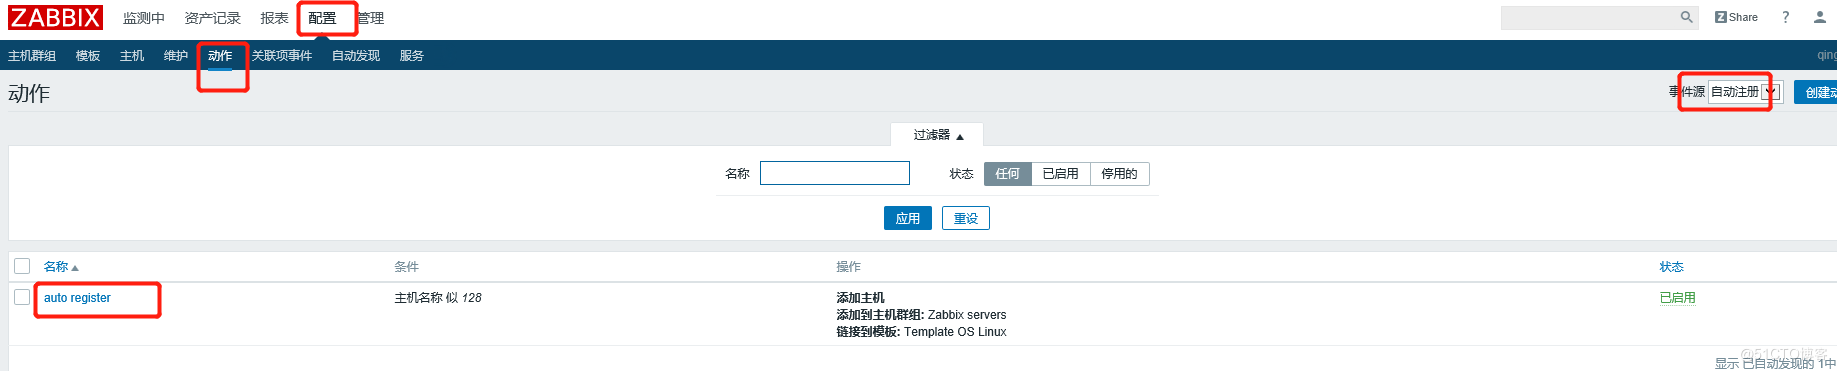 ZABBIX 监测中 资产记录 报表 配置 管理 Share ?
主机群组 模板 主机 维护 动作 关联项事件 自动发现 服务 qing
动作 事件源 自动注册 创建动
过滤器
名称 状态 任何 已启用 停用的
应用 重设
名称 条件 操作 状态
auto register 主机名称 似 128 添加主机 已启用
添加到主机群组: Zabbix servers
链接到模板: Template OS Linux
@51CTO博客
显示 已自动发现的 1中